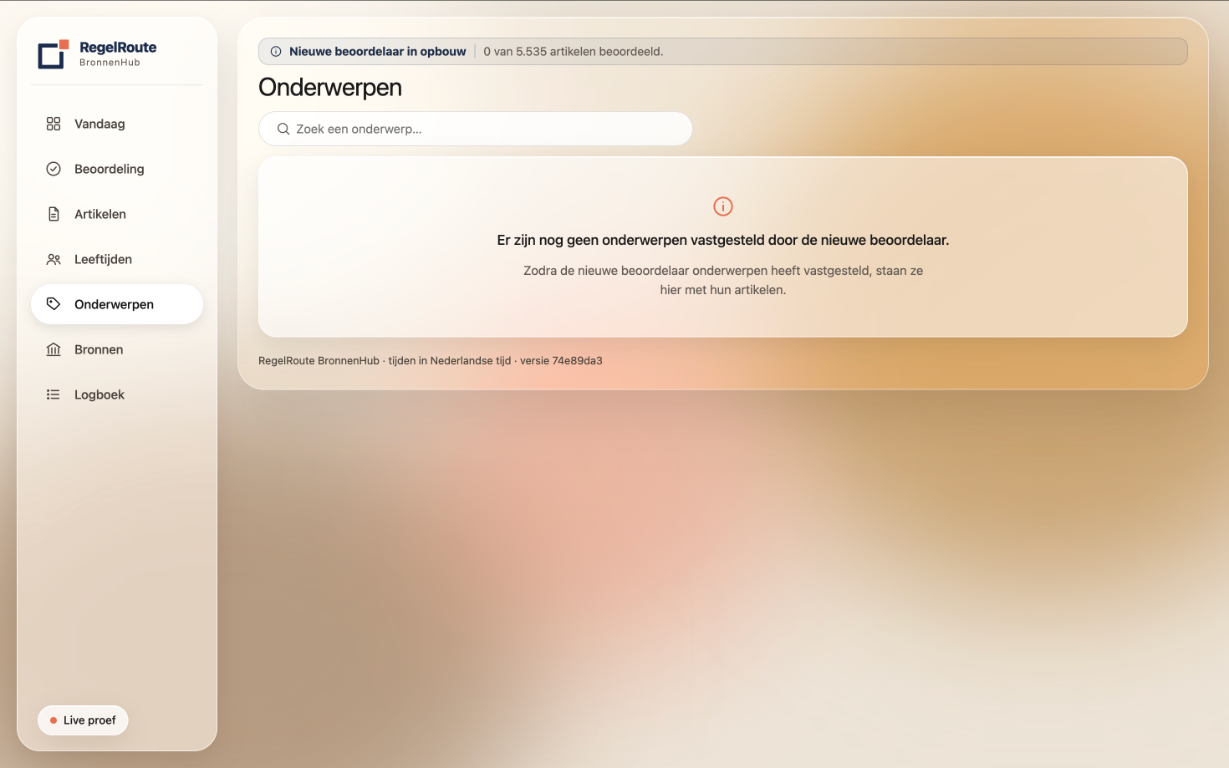 RegelRoute
BronnenHub
Vandaag
Beoordeling
Artikelen
Leeftijden
Onderwerpen
Bronnen
Logboek
Live proef
Nieuwe beoordelaar in opbouw | 0 van 5.535 artikelen beoordeeld.
Onderwerpen
Zoek een onderwerp...
Er zijn nog geen onderwerpen vastgesteld door de nieuwe beoordelaar.
Zodra de nieuwe beoordelaar onderwerpen heeft vastgesteld, staan ze
hier met hun artikelen.
RegelRoute BronnenHub · tijden in Nederlandse tijd · versie 74e89da3